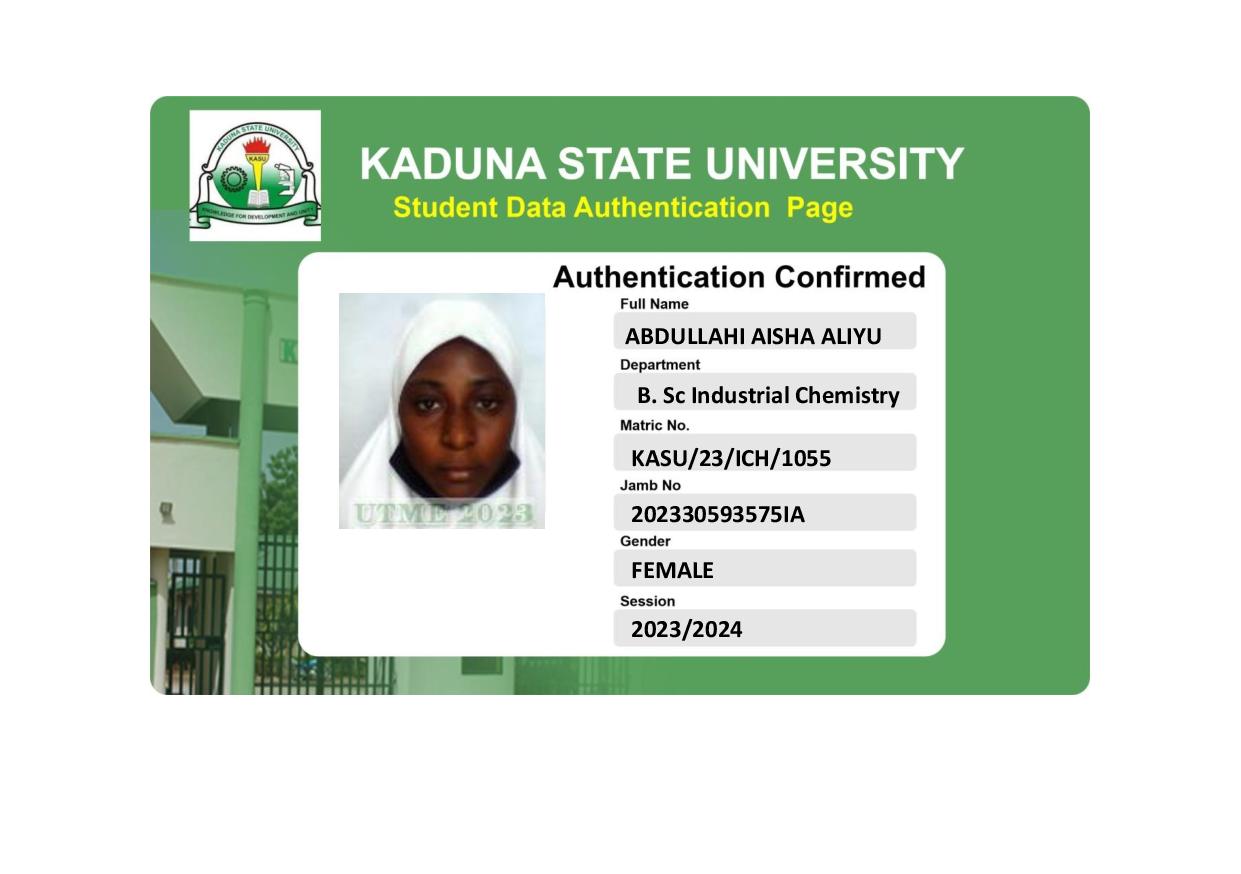 KADUNA STATE UNIVERSITY
KASU
KNOWLEDGE FOR DEVELOPMENT AND UNITY
KADUNA STATE UNIVERSITY
Student Data Authentication Page
Authentication Confirmed
Full Name
ABDULLAHI AISHA ALIYU
Department
B. Sc Industrial Chemistry
Matric No.
KASU/23/ICH/1055
Jamb No
202330593575IA
Gender
FEMALE
Session
2023/2024
UTME 2023
K